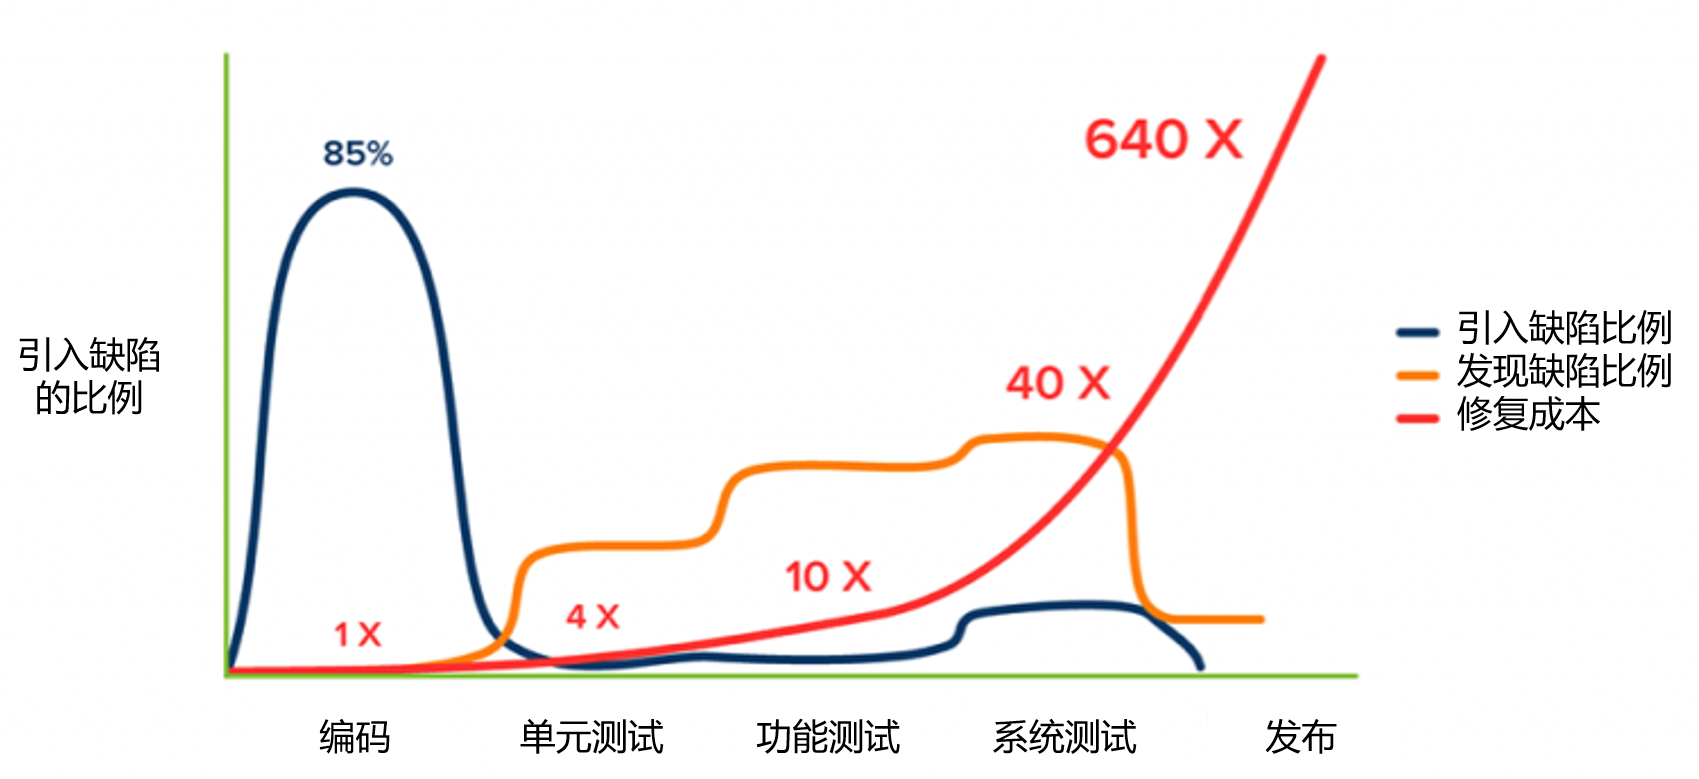 85%
640 X
40 X
10 X
4 X
1 X
引入缺陷
的比例
引入缺陷比例
发现缺陷比例
修复成本
编码
单元测试
功能测试
系统测试
发布